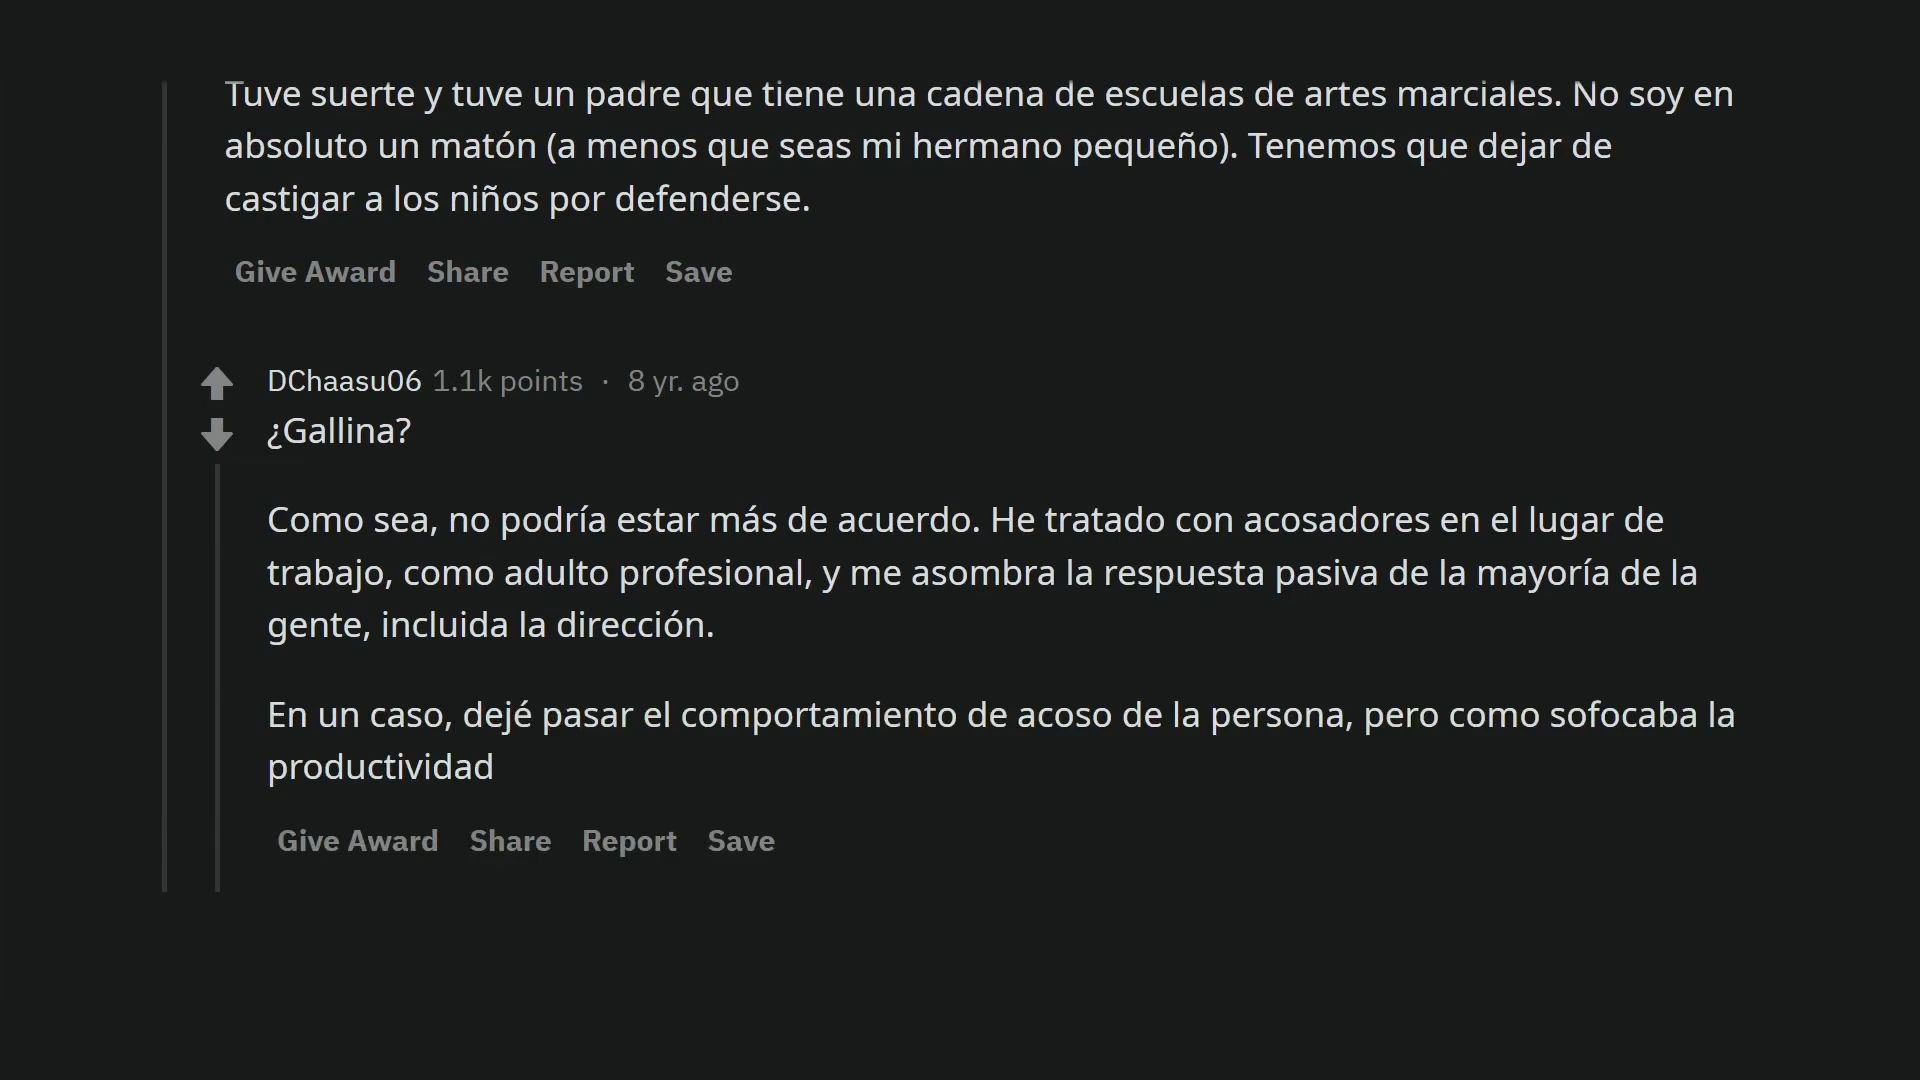 Tuve suerte y tuve un padre que tiene una cadena de escuelas de artes marciales. No soy en
absoluto un matón (a menos que seas mi hermano pequeño). Tenemos que dejar de
castigar a los niños por defenderse.
Give Award Share Report Save
DChaasu06 1.1k points · 8 yr. ago
¿Gallina?
Como sea, no podría estar más de acuerdo. He tratado con acosadores en el lugar de
trabajo, como adulto profesional, y me asombra la respuesta pasiva de la mayoría de la
gente, incluida la dirección.
En un caso, dejé pasar el comportamiento de acoso de la persona, pero como sofocaba la
productividad
Give Award Share Report Save